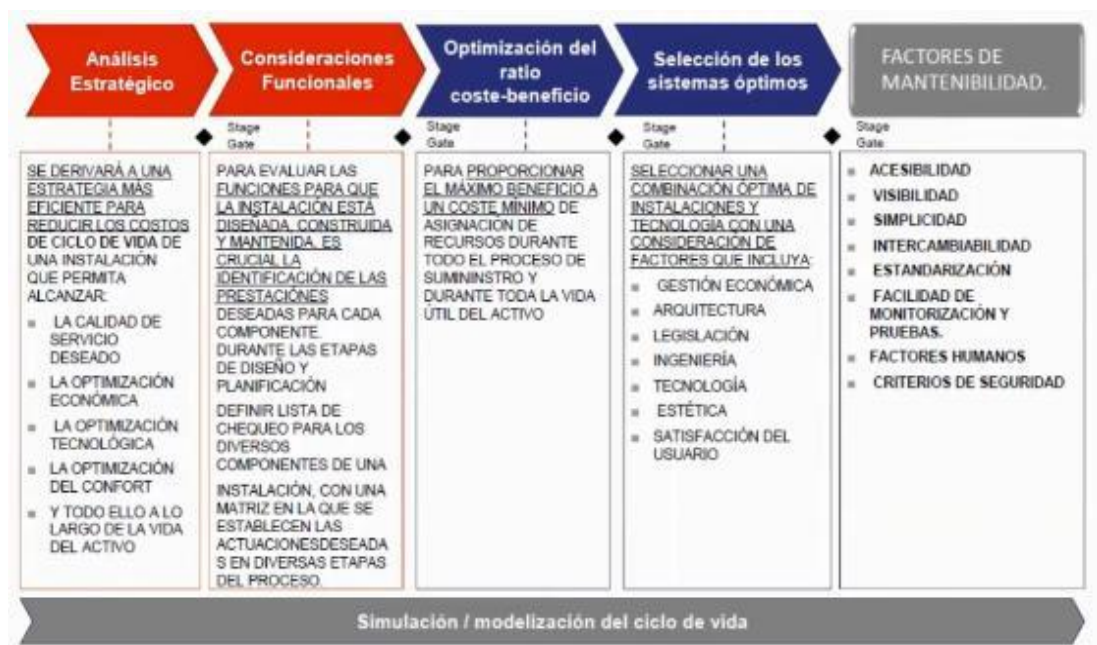 Análisis
Estratégico
Consideraciones
Funcionales
Optimización del
ratio
coste-beneficio
Selección de los
sistemas óptimos
FACTORES DE
MANTENIBILIDAD.
Stage
Gate
Stage
Gate
Stage
Gate
Stage
Gate
SE DERIVARÁ A UNA
ESTRATEGIA MÁS
EFICIENTE PARA
REDUCIR LOS COSTOS
DE CICLO DE VIDA DE
UNA INSTALACIÓN
QUE PERMITA
ALCANZAR:
LA CALIDAD DE
SERVICIO
DESEADO
LA OPTIMIZACIÓN
ECONÓMICA
LA OPTIMIZACIÓN
TECNOLÓGICA
LA OPTIMIZACIÓN
DEL CONFORT
Y TODO ELLO A LO
LARGO DE LA VIDA
DEL ACTIVO
PARA EVALUAR LAS
FUNCIONES PARA QUE
LA INSTALACIÓN ESTÁ
DISEÑADA, CONSTRUIDA
Y MANTENIDA, ES
CRUCIAL LA
IDENTIFICACIÓN DE LAS
PRESTACIÓNES
DESEADAS PARA CADA
COMPONENTE.
DURANTE LAS ETAPAS
DE DISEÑO Y
PLANIFICACIÓN
DEFINIR LISTA DE
CHEQUEO PARA LOS
DIVERSOS
COMPONENTES DE UNA
INSTALACIÓN, CON UNA
MATRIZ EN LA QUE SE
ESTABLECEN LAS
ACTUACIONESDESEADA
S EN DIVERSAS ETAPAS
DEL PROCESO.
PARA PROPORCIONAR
EL MÁXIMO BENEFICIO A
UN COSTE MÍNIMO DE
ASIGNACIÓN DE
RECURSOS DURANTE
TODO EL PROCESO DE
SUMININSTRO Y
DURANTE TODA LA VIDA
ÚTIL DEL ACTIVO
SELECCIONAR UNA
COMBINACIÓN ÓPTIMA DE
INSTALACIONES Y
TECNOLOGÍA CON UNA
CONSIDERACIÓN DE
FACTORES QUE INCLUYA:
GESTIÓN ECONÓMICA
ARQUITECTURA
LEGISLACIÓN
INGENIERÍA
TECNOLOGÍA
ESTÉTICA
SATISFACCIÓN DEL
USUARIO
ACESIBILIDAD
VISIBILIDAD
SIMPLICIDAD
INTERCAMBIABILIDAD
ESTANDARIZACIÓN
FACILIDAD DE
MONITORIZACIÓN Y
PRUEBAS.
FACTORES HUMANOS
CRITERIOS DE SEGURIDAD
Simulación / modelización del ciclo de vida